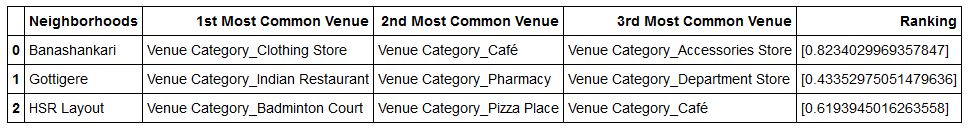 Neighborhoods 1st Most Common Venue 2nd Most Common Venue 3rd Most Common Venue Ranking
0 Banashankari Venue Category_Clothing Store Venue Category_Café Venue Category_Accessories Store [0.8234029969357847]
1 Gottigere Venue Category_Indian Restaurant Venue Category_Pharmacy Venue Category_Department Store [0.43352975051479636]
2 HSR Layout Venue Category_Badminton Court Venue Category_Pizza Place Venue Category_Café [0.6193945016263558]